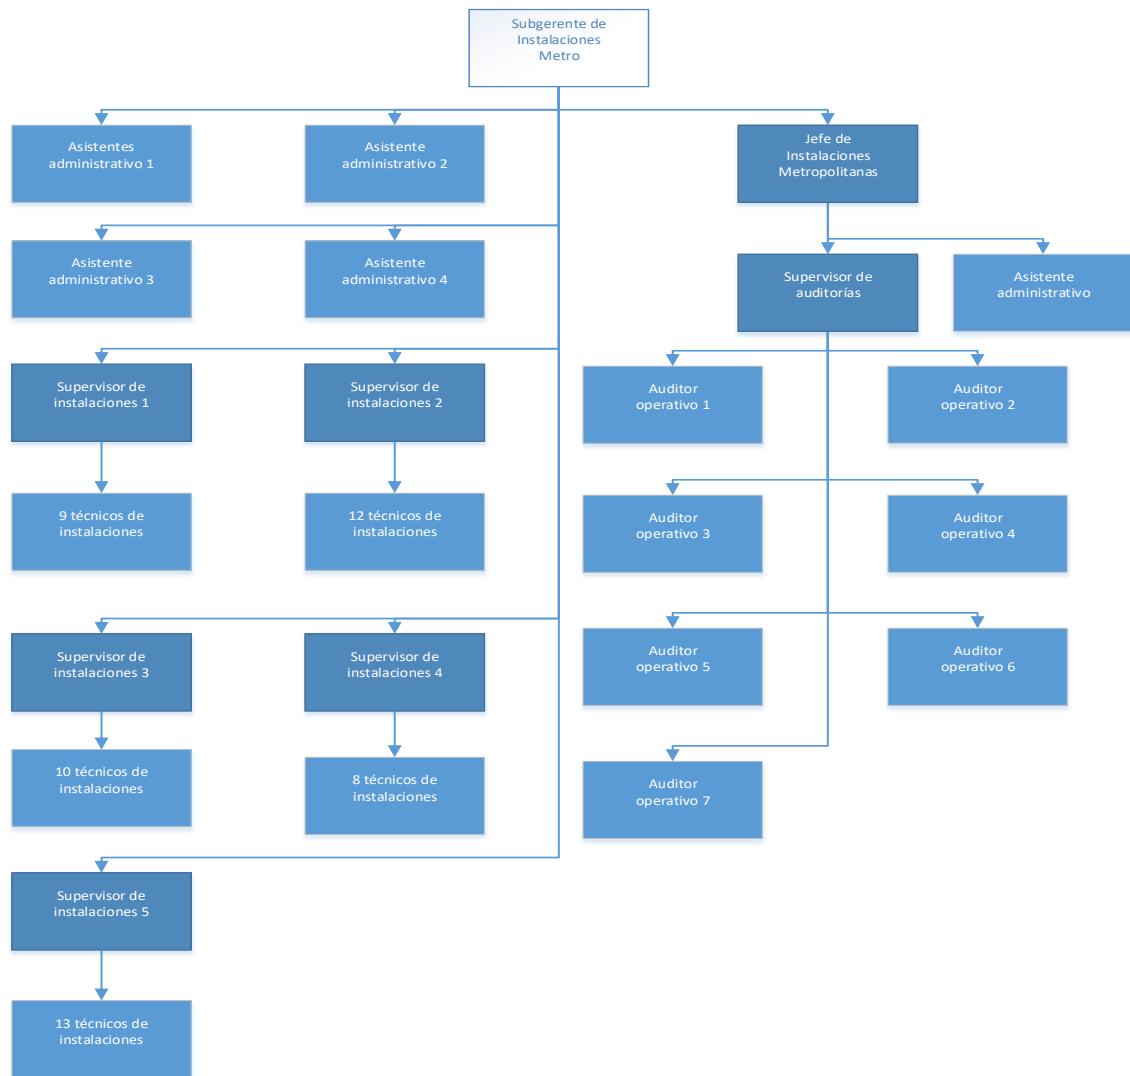 Subgerente de
Instalaciones
Metro
Asistentes
administrativo 1
Asistente
administrativo 2
Jefe de
Instalaciones
Metropolitanas
Asistente
administrativo 3
Asistente
administrativo 4
Supervisor de
auditorías
Asistente
administrativo
Supervisor de
instalaciones 1
Supervisor de
instalaciones 2
Auditor
operativo 1
Auditor
operativo 2
9 técnicos de
instalaciones
12 técnicos de
instalaciones
Auditor
operativo 3
Auditor
operativo 4
Supervisor de
instalaciones 3
Supervisor de
instalaciones 4
Auditor
operativo 5
Auditor
operativo 6
10 técnicos de
instalaciones
8 técnicos de
instalaciones
Auditor
operativo 7
Supervisor de
instalaciones 5
13 técnicos de
instalaciones